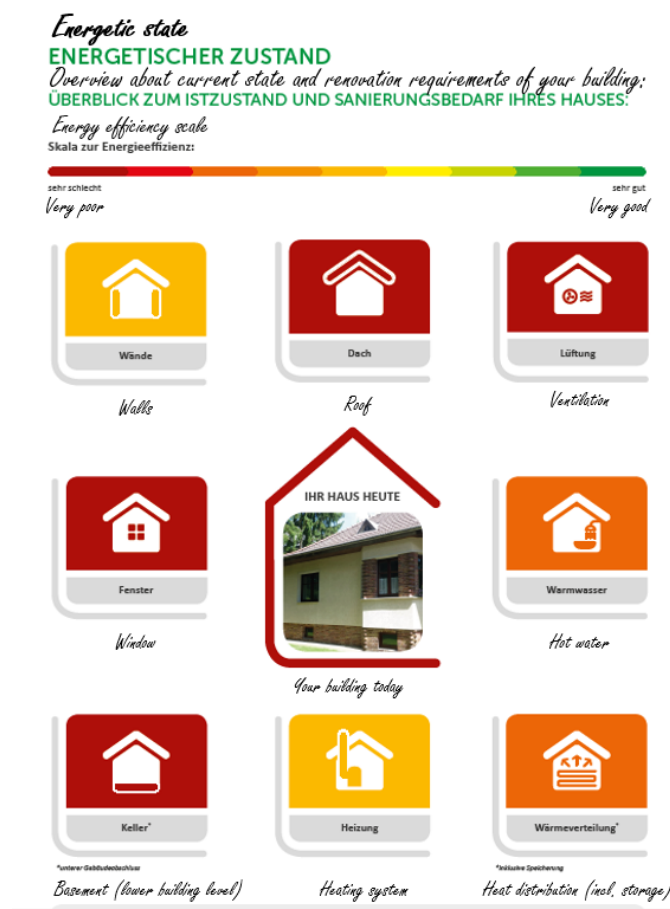 Energetic state
ENERGETISCHER ZUSTAND
Overview about current state and renovation requirements of your building:
ÜBERBLICK ZUM ISTZUSTAND UND SANIERUNGSBEDARF IHRES HAUSES:
Energy efficiency scale
Skala zur Energieeffizienz:
sehr schlecht sehr gut
Very poor Very good
Wände Dach Lüftung
Walls Roof Ventilation
IHR HAUS HEUTE
Fenster Warmwasser
Window Hot water
Your building today
Keller* Heizung Wärmeverteilung*
*unterer Gebäudeabschluss *Inklusive Speicherung
Basement (lower building level) Heating system Heat distribution (incl. storage)